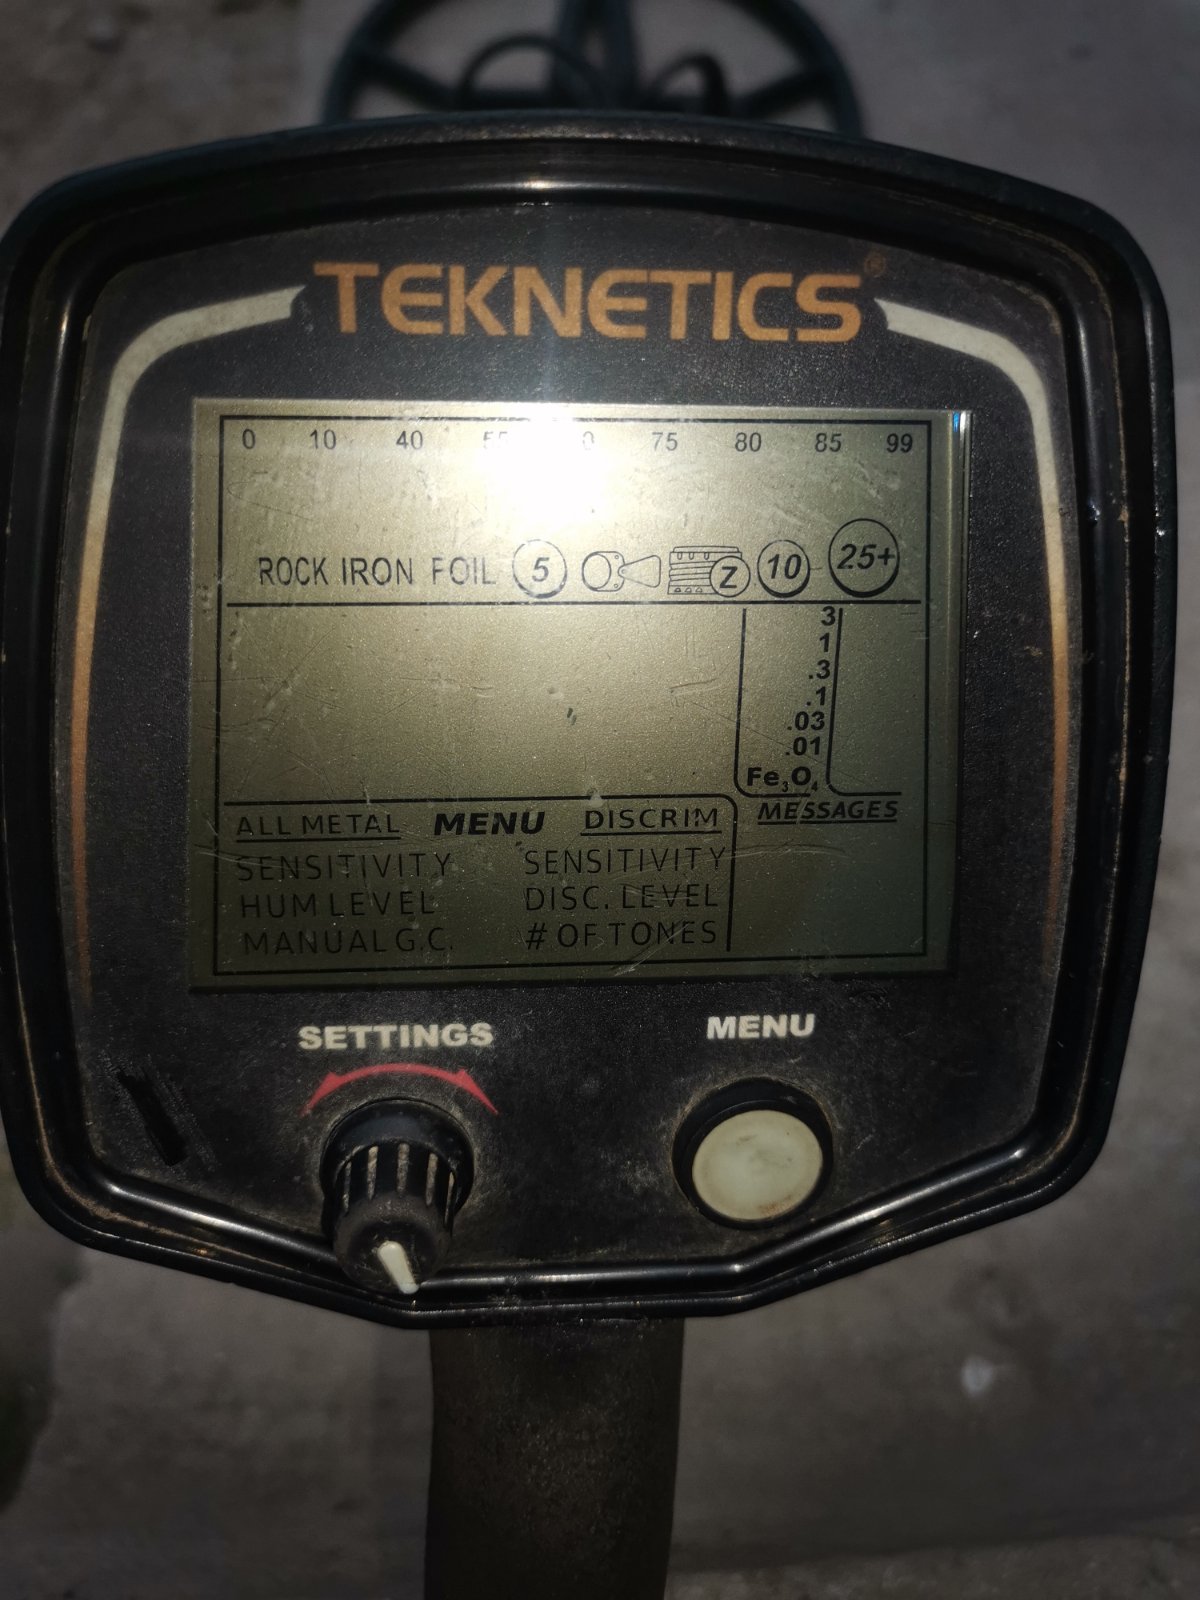 TEKNETICS®
0 10 40 55 75 80 85 99
ROCK IRON FOIL 5 Z 10 25+
3
1
.3
.1
.03
.01
Fe3O4
ALL METAL MENU DISCRIM MESSAGES
SENSITIVITY SENSITIVITY
HUM LEVEL DISC. LEVEL
MANUAL G.C. # OF TONES
SETTINGS MENU